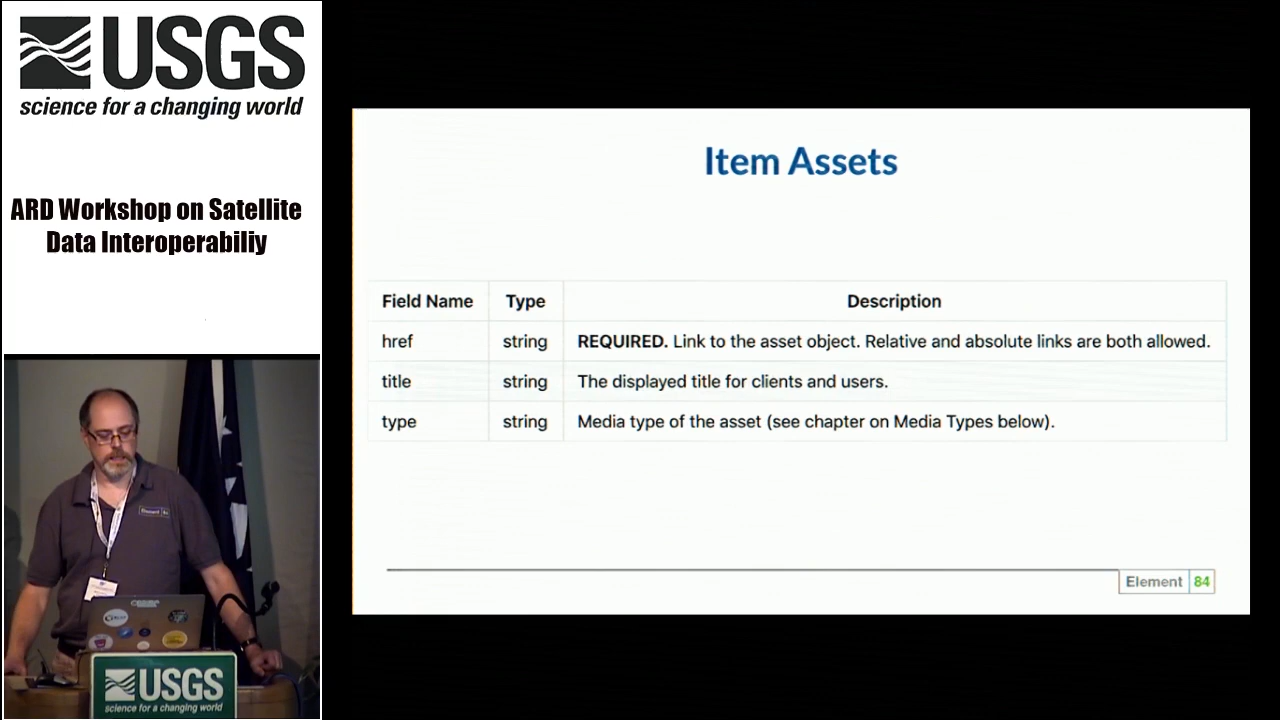 USGS
science for a changing world
ARD Workshop on Satellite
Data Interoperabiliy
Item Assets
Field Name Type Description
href string REQUIRED. Link to the asset object. Relative and absolute links are both allowed.
title string The displayed title for clients and users.
type string Media type of the asset (see chapter on Media Types below).
Element 84
Element 84
USGS
science for a changing world